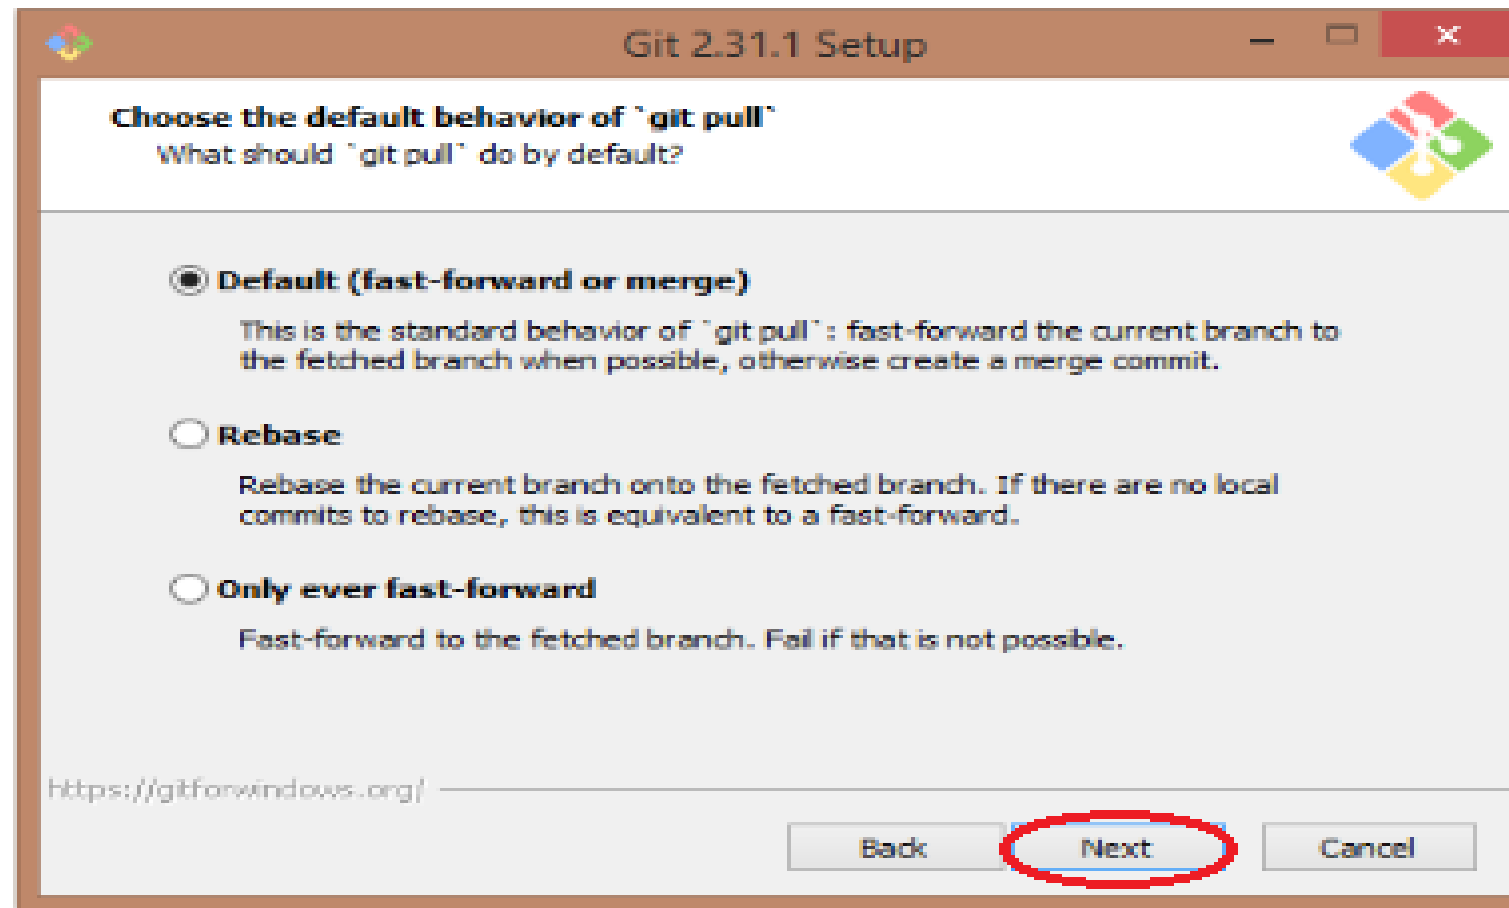 Git 2.31.1 Setup
Choose the default behavior of `git pull`
What should `git pull` do by default?
Default (fast-forward or merge)
This is the standard behavior of `git pull`: fast-forward the current branch to
the fetched branch when possible, otherwise create a merge commit.
Rebase
Rebase the current branch onto the fetched branch. If there are no local
commits to rebase, this is equivalent to a fast-forward.
Only ever fast-forward
Fast-forward to the fetched branch. Fail if that is not possible.
https://gitforwindows.org/
Back Next Cancel